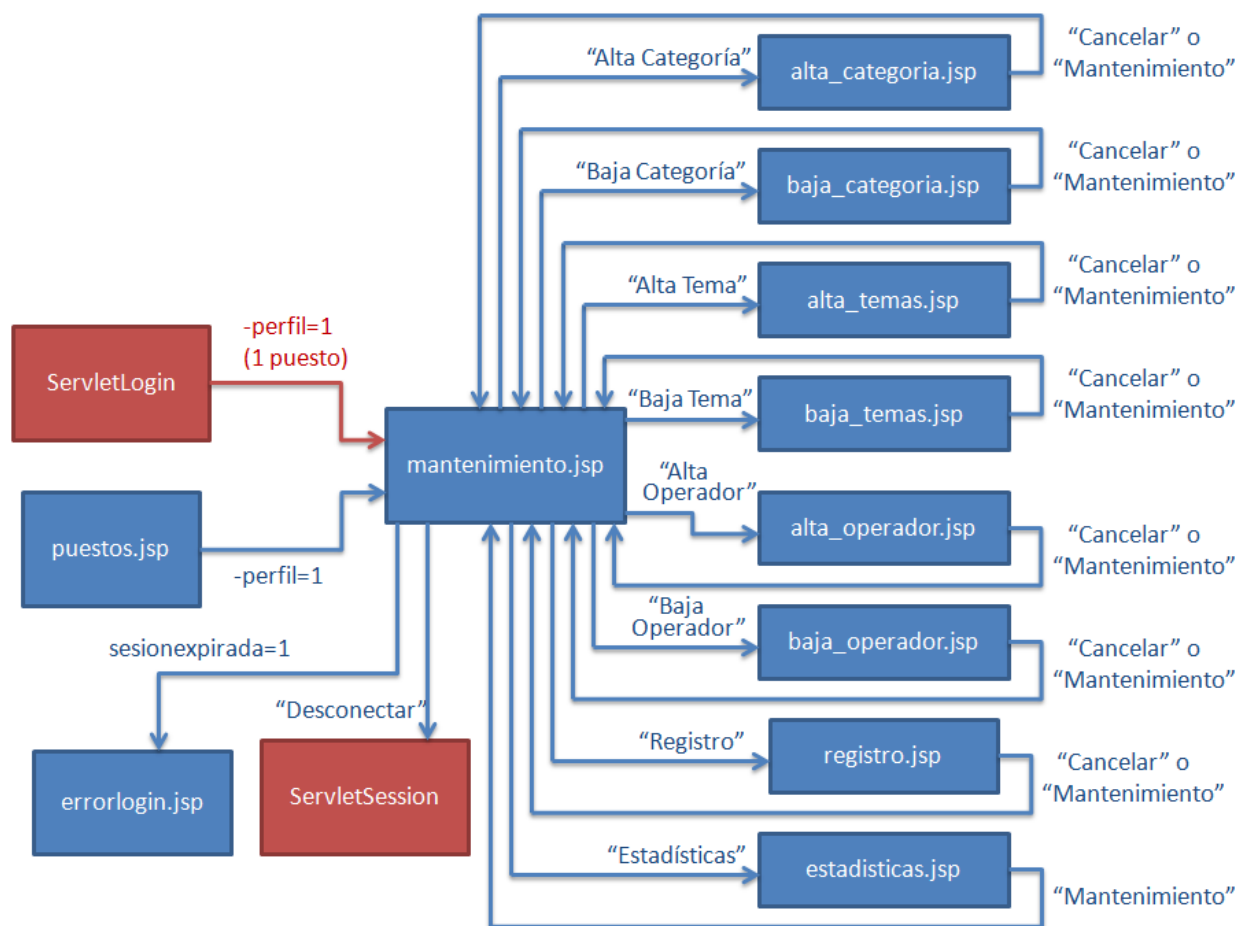 “Cancelar” o
“Mantenimiento”
“Alta Categoría”
alta_categoria.jsp
“Cancelar” o
“Mantenimiento”
“Baja Categoría”
baja_categoria.jsp
“Cancelar” o
“Mantenimiento”
“Alta Tema”
alta_temas.jsp
-perfil=1
(1 puesto)
ServletLogin
“Cancelar” o
“Mantenimiento”
“Baja Tema”
baja_temas.jsp
mantenimiento.jsp
“Alta
Operador”
alta_operador.jsp
“Cancelar” o
“Mantenimiento”
puestos.jsp
-perfil=1
“Baja
Operador”
baja_operador.jsp
“Cancelar” o
“Mantenimiento”
sesionexpirada=1
“Desconectar”
“Registro”
registro.jsp
“Cancelar” o
“Mantenimiento”
errorlogin.jsp
ServletSession
“Estadísticas”
estadisticas.jsp
“Mantenimiento”